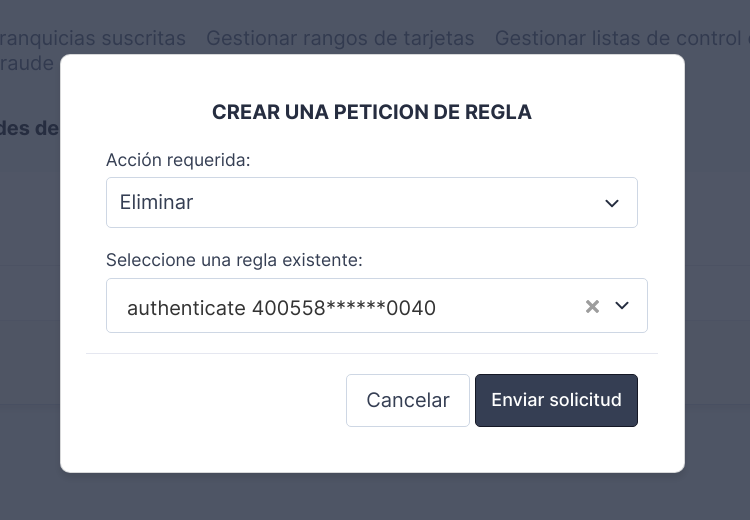 ranquicias suscritas Gestionar rangos de tarjetas Gestionar listas de control
raude
des de
CREAR UNA PETICION DE REGLA
Acción requerida:
Eliminar
Seleccione una regla existente:
authenticate 400558******0040
Cancelar Enviar solicitud